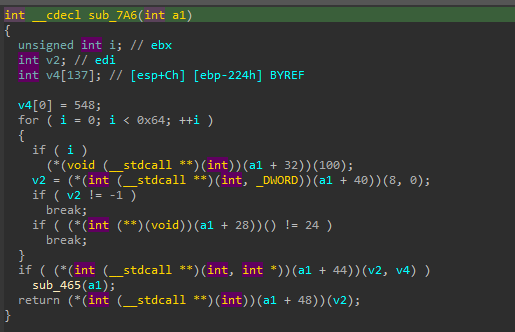 int __cdecl sub_7A6(int a1)
{
unsigned int i; // ebx
int v2; // edi
int v4[137]; // [esp+Ch] [ebp-224h] BYREF
v4[0] = 548;
for ( i = 0; i < 0x64; ++i )
{
if ( i )
(*(void (__stdcall **)(int))(a1 + 32))(100);
v2 = (*(int (__stdcall **)(int, _DWORD))(a1 + 40))(8, 0);
if ( v2 != -1 )
break;
if ( (*(int (**)(void))(a1 + 28))() != 24 )
break;
}
if ( (*(int (__stdcall **)(int, int *))(a1 + 44))(v2, v4) )
sub_465(a1);
return (*(int (__stdcall **)(int))(a1 + 48))(v2);
}